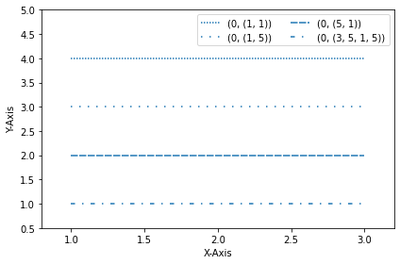 5.0
4.5
4.0
3.5
3.0
2.5
2.0
1.5
1.0
0.5
Y-Axis
(0, (1, 1)) (0, (5, 1))
(0, (1, 5)) (0, (3, 5, 1, 5))
1.0 1.5 2.0 2.5 3.0
X-Axis